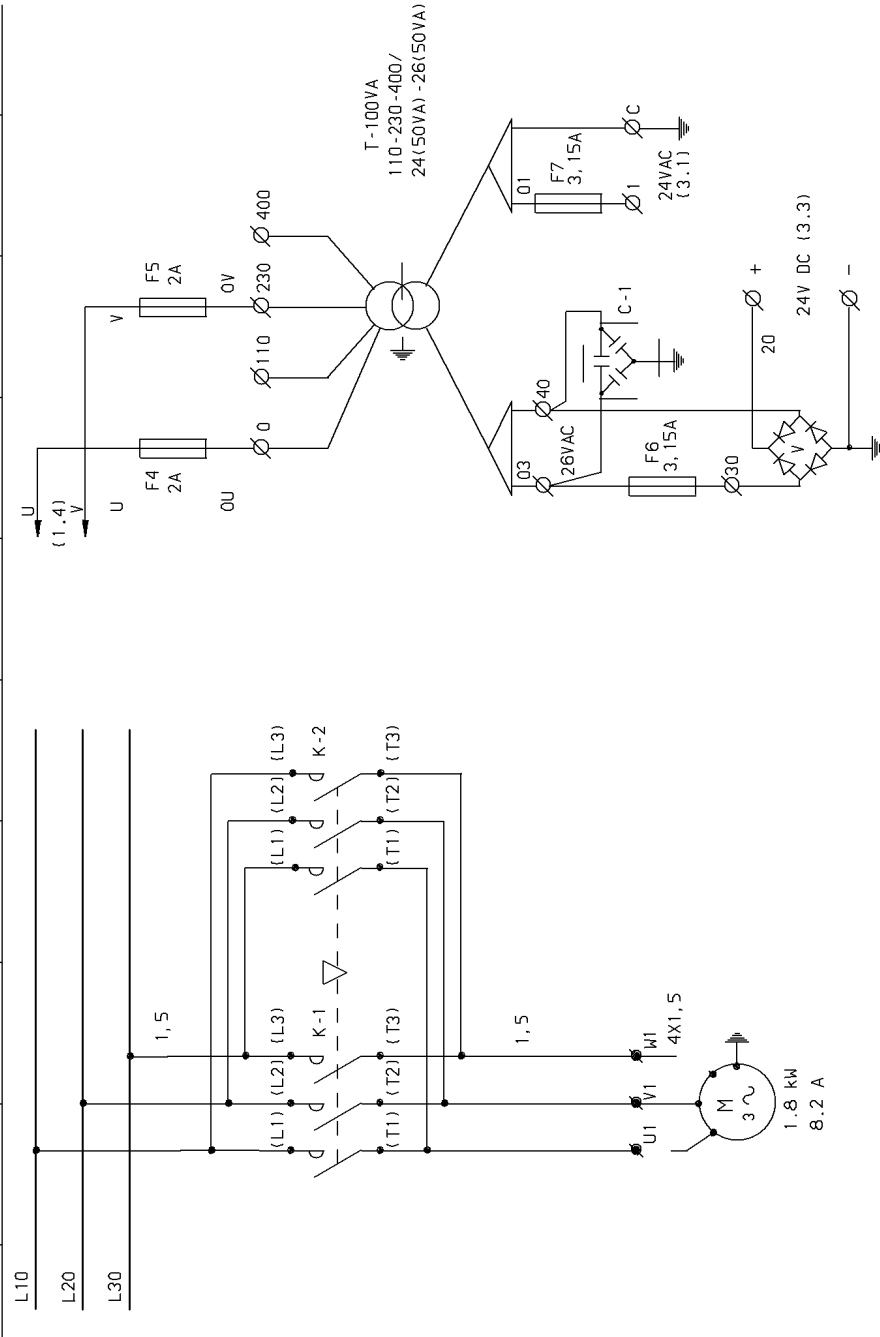 L10
L20
L30
1,5
(L1)
(L2)
(L3)
K-1
(L1)
(L2)
(L3)
K-2
(T1)
(T2)
(T3)
(T1)
(T2)
(T3)
1,5
U1
V1
W1
4X1,5
M
3
1.8 kW
8.2 A
U
(1.4)
V
U
V
F4
2A
F5
2A
0U
0V
0
110
230
400
T-100VA
110-230-400/
24(50VA)-26(50VA)
03
40
26VAC
C-1
F6
3,15A
30
V
20
+
24V DC (3.3)
-
01
F7
3,15A
1
C
24VAC
(3.1)